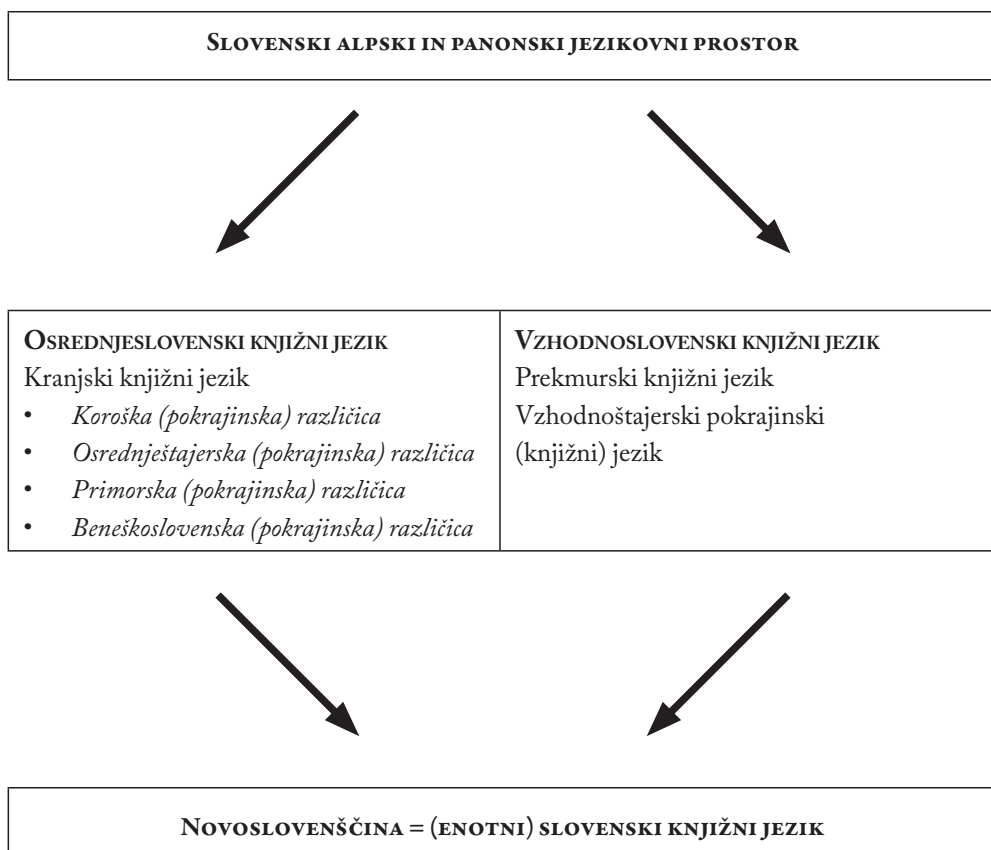 Slovenski alpski in panonski jezikovni prostor
Osrednjeslovenski knjižni jezik
Kranjski knjižni jezik
• Koroška (pokrajinska) različica
• Osrednještajerska (pokrajinska) različica
• Primorska (pokrajinska) različica
• Beneškoslovenska (pokrajinska) različica
Vzhodnoslovenski knjižni jezik
Prekmurski knjižni jezik
Vzhodnoštajerski pokrajinski
(knjižni) jezik
Novoslovenščina = (enotni) slovenski knjižni jezik